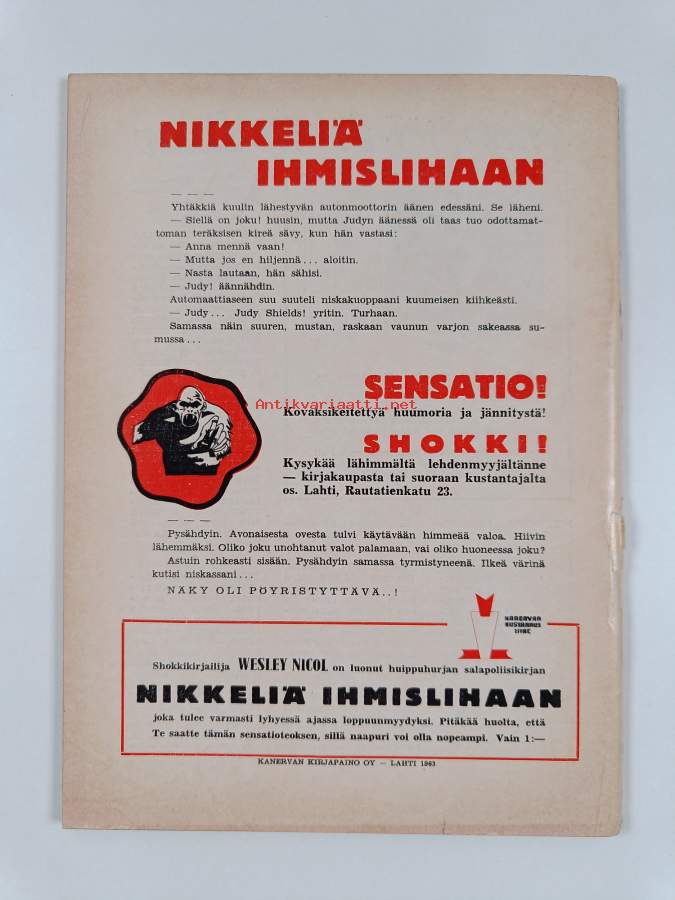 NIKKELIÄ
IHMISLIHAAN
— — —
Yhtäkkiä kuulin lähestyvän autonmoottorin äänen edessäni. Se läheni.
— Siellä on joku! huusin, mutta Judyn äänessä oli taas tuo odottamat-
toman teräksisen kireä sävy, kun hän vastasi:
— Anna mennä vaan!
— Mutta jos en hiljennä... aloitin.
— Nasta lautaan, hän sähisi.
— Judy! äännähdin.
Automaattiaseen suu suuteli niskakuoppaani kuumeisen kiihkeästi.
— Judy... Judy Shields! yritin. Turhaan.
Samassa näin suuren, mustan, raskaan vaunun varjon sakeassa su-
mussa...
SENSATIO!
Antikvariaatti.net
Kovaksikeitettyä huumoria ja jännitystä!
SHOKKI!
Kysykää lähimmältä lehdenmyyjältänne
— kirjakaupasta tai suoraan kustantajalta
os. Lahti, Rautatienkatu 23.
— — —
Pysähdyin. Avonaisesta ovesta tulvi käytävään himmeää valoa. Hiivin
lähemmäksi. Oliko joku unohtanut valot palamaan, vai oliko huoneessa joku?
Astuin rohkeasti sisään. Pysähdyin samassa tyrmistyneenä. Ilkeä värinä
kutisi niskassani...
NÄKY OLI PÖYRISTYTTÄVÄ..!
KANERVAN
KUSTANNUS
LIIKE
Shokkikirjailija WESLEY NICOL on luonut huippuhurjan salapoliisikirjan
NIKKELIÄ IHMISLIHAAN
joka tulee varmasti lyhyessä ajassa loppuunmyydyksi. Pitäkää huolta, että
Te saatte tämän sensatioteoksen, sillä naapuri voi olla nopeampi. Vain 1:—
KANERVAN KIRJAPAINO OY — LAHTI 1963